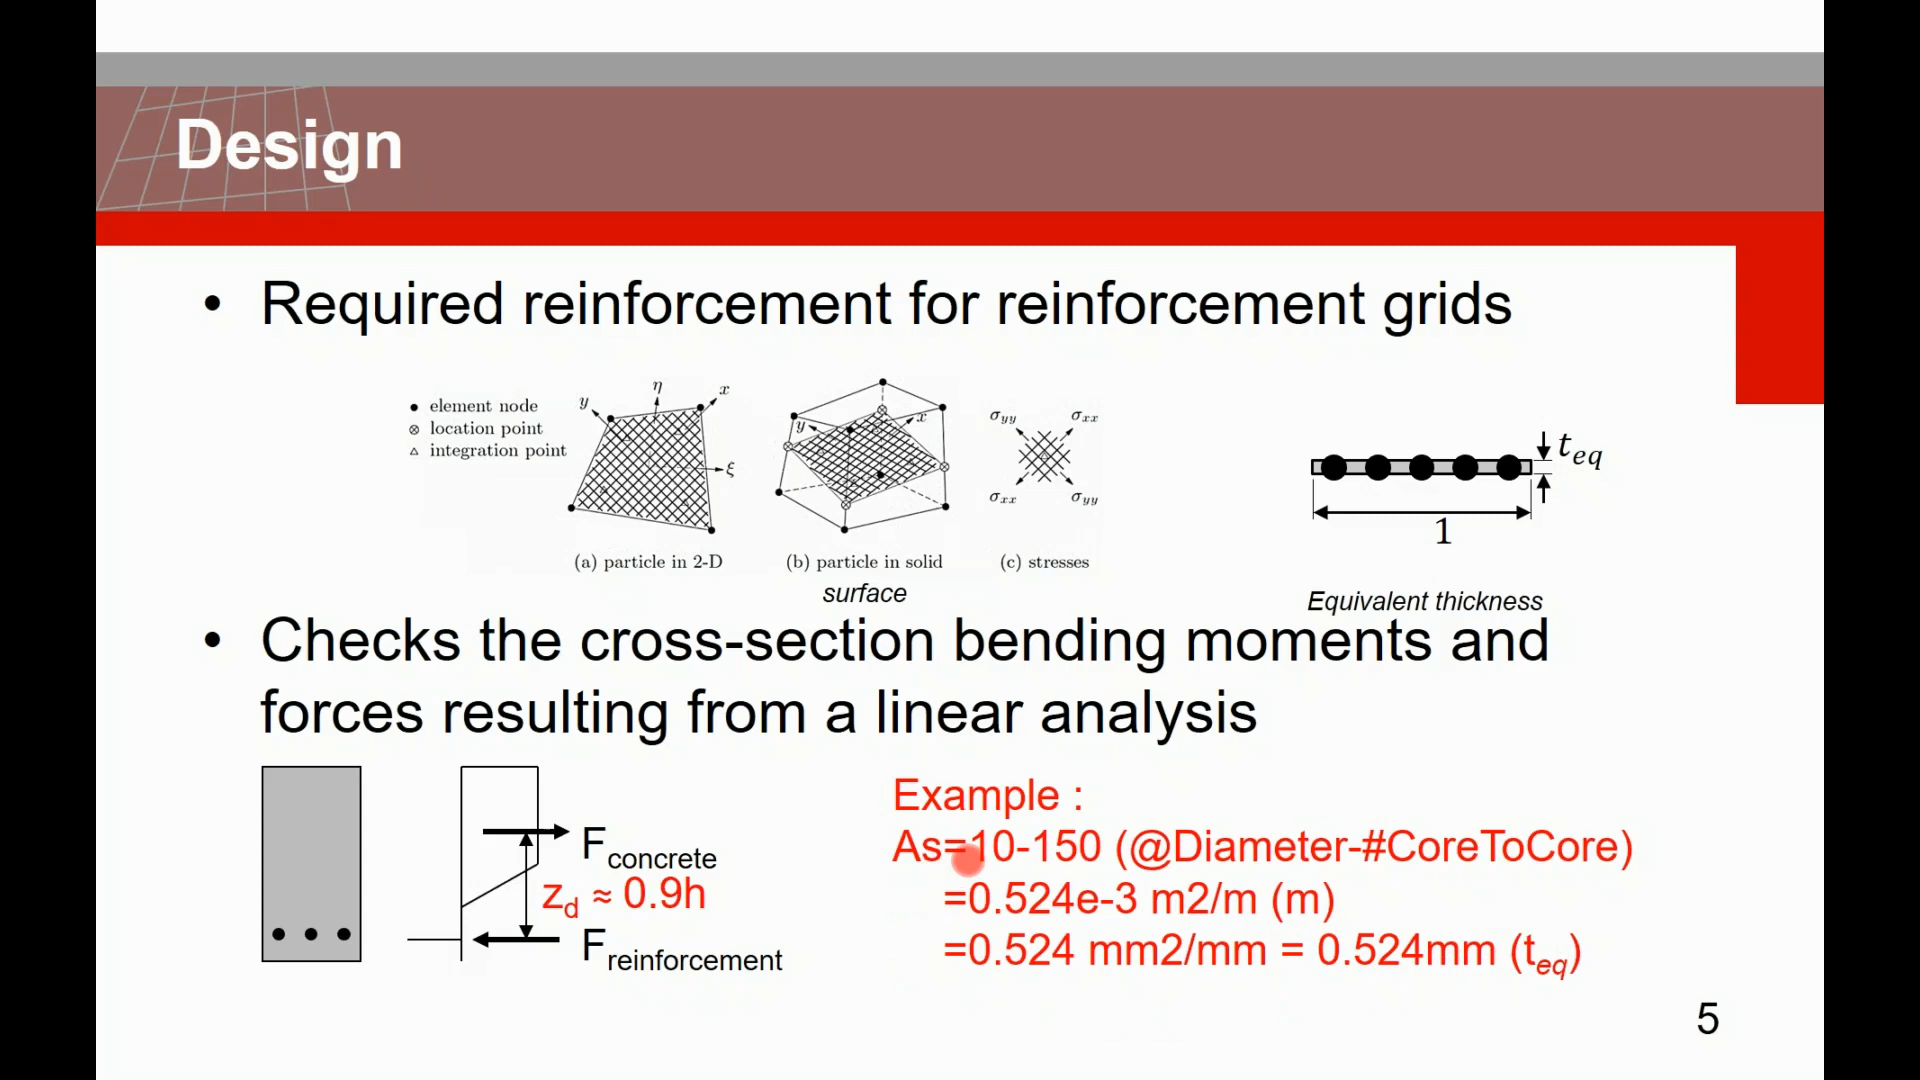 Design
• Required reinforcement for reinforcement grids
element node
location point
integration point
y
η
x
ξ
(a) particle in 2-D
y
x
(b) particle in solid
surface
σyy
σxx
σxx
σyy
(c) stresses
teq
1
Equivalent thickness
• Checks the cross-section bending moments and
forces resulting from a linear analysis
Fconcrete
zd ≈ 0.9h
Freinforcement
Example :
As=10-150 (@Diameter-#CoreToCore)
=0.524e-3 m2/m (m)
=0.524 mm2/mm = 0.524mm (teq)
5